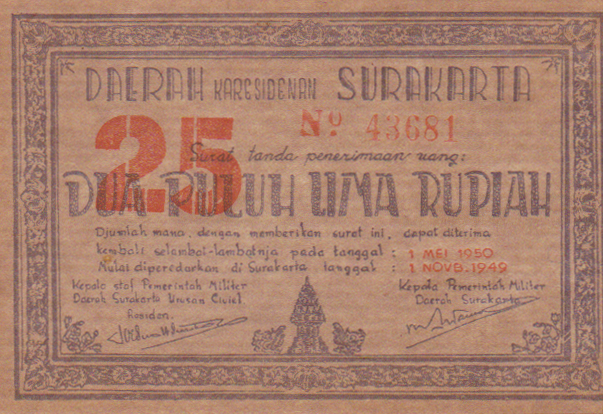 DAERAH KARESIDENAN SURAKARTA
25
Nº 43681
Surat tanda penerimaan uang:
DUA PULUH LIMA RUPIAH
Djumlah mana, dengan memberikan surat ini, dapat diterima
kembali selambat-lambatnja pada tanggal : 1 MEI 1950
Mulai diperedarkan di Surakarta tanggal : 1 NOVB. 1949
Kepala staf Pemerintah Militer
Daerah Surakarta Urusan Civiel
Residen.
Kepala Pemerintah Militer
Daerah Surakarta